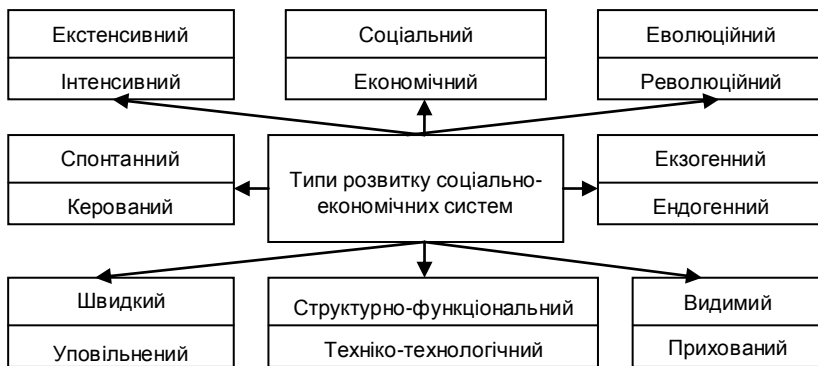 Екстенсивний
Інтенсивний
Соціальний
Економічний
Еволюційний
Революційний
Спонтанний
Керований
Типи розвитку соціально-
економічних систем
Екзогенний
Ендогенний
Швидкий
Уповільнений
Структурно-функціональний
Техніко-технологічний
Видимий
Прихований